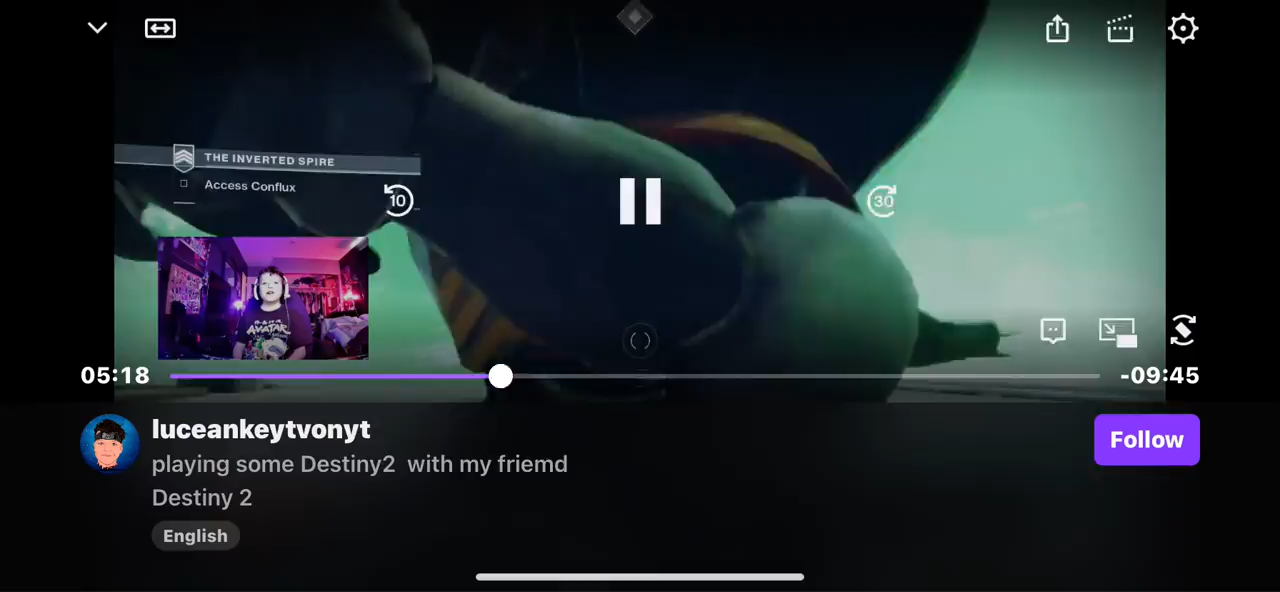 THE INVERTED SPIRE
Access Conflux
10
30
AVATAR
05:18
-09:45
luceankeytvonyt
Follow
playing some Destiny2  with my friemd
Destiny 2
English